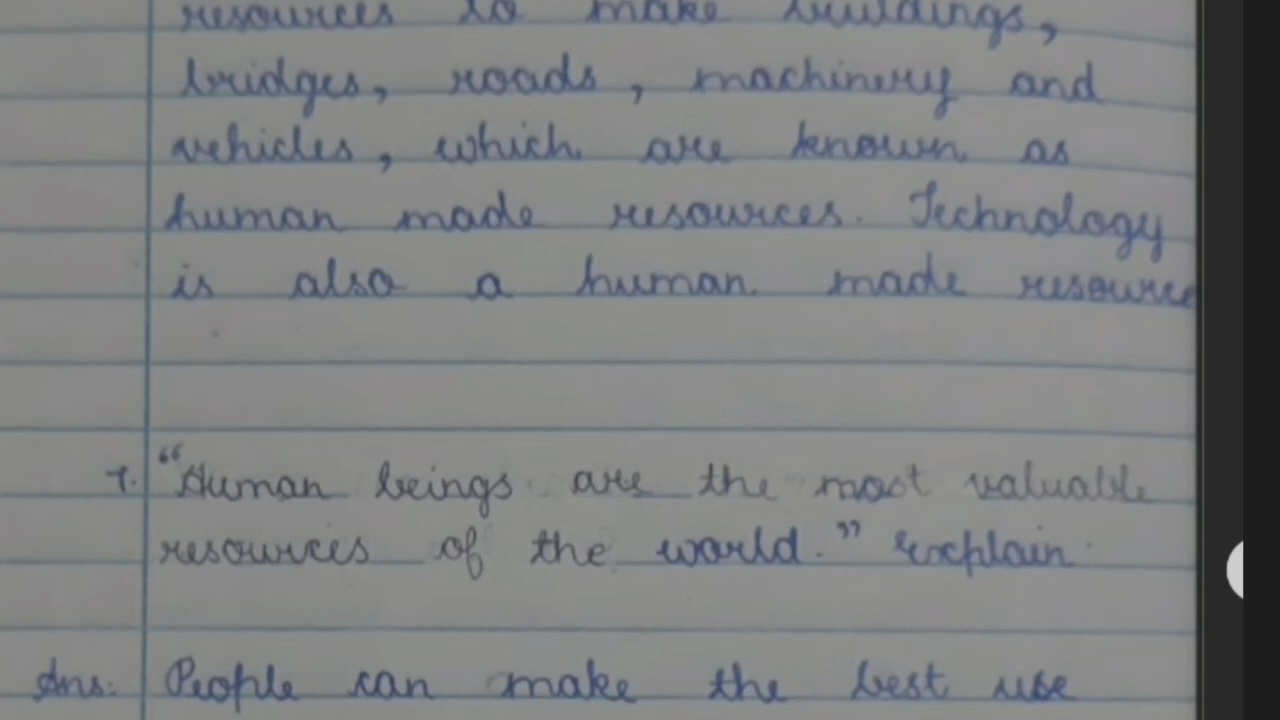 resources to make buildings,
bridges, roads, machinery and
vehicles, which are known as
human made resources. Technology
is also a human made resource
7. "Human beings are the most valuable
resources of the world." Explain
Ans: People can make the best use